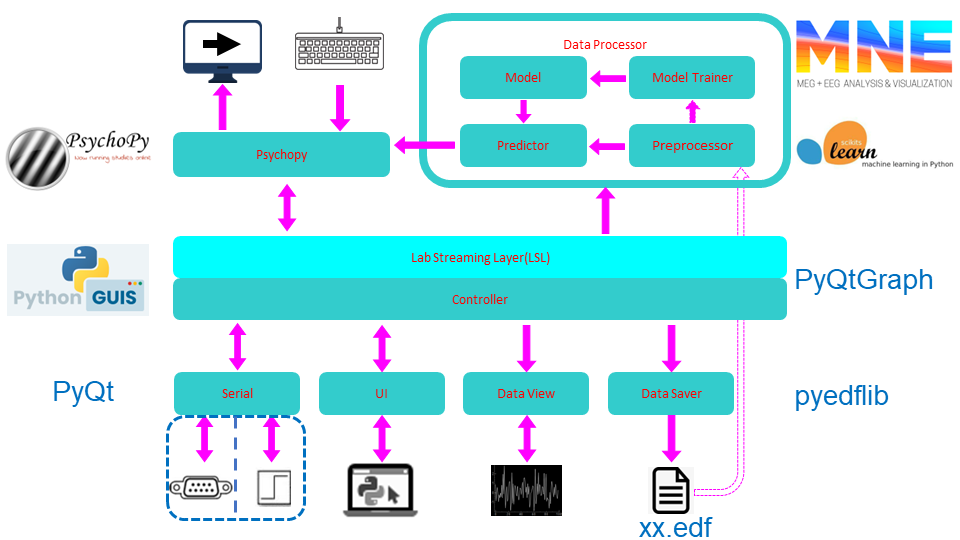 Data Processor
MNE
MEG + EEG ANALYSIS & VISUALIZATION
Model
Model Trainer
PsychoPy
Now running studies online
Psychopy
Predictor
Preprocessor
scikits
learn
machine learning in Python
Lab Streaming Layer(LSL)
Python GUIS
PyQtGraph
Controller
PyQt
Serial
UI
Data View
Data Saver
pyedflib
xx.edf